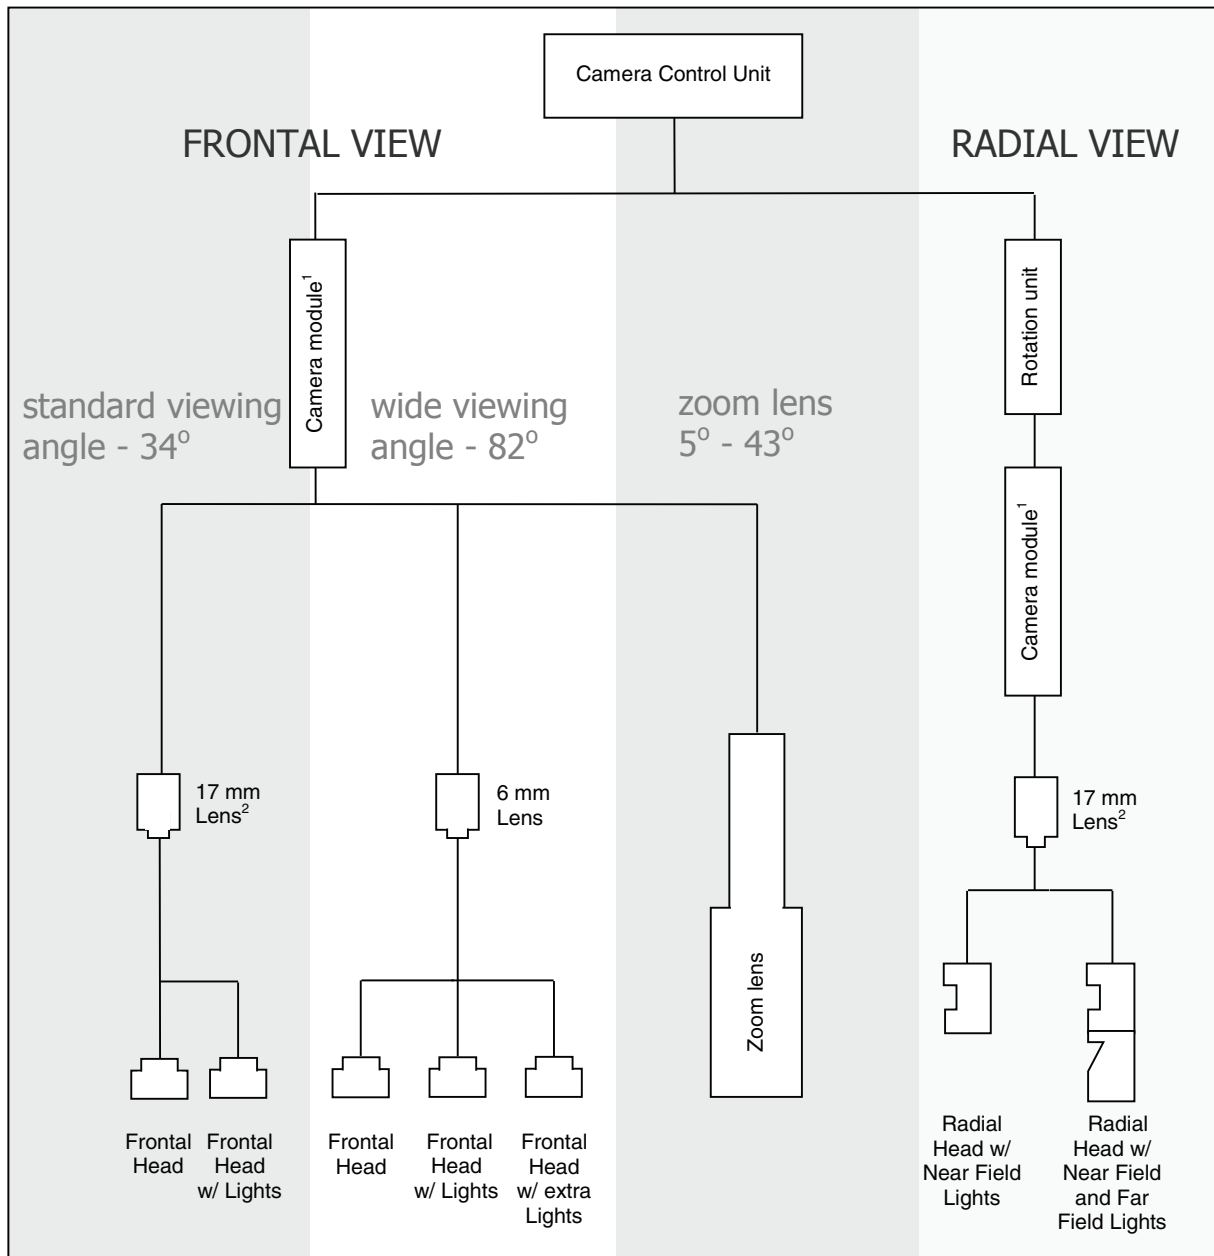 Camera Control Unit
FRONTAL VIEW
RADIAL VIEW
Camera module¹
Rotation unit
standard viewing
angle - 34°
wide viewing
angle - 82°
zoom lens
5° - 43°
Camera module¹
17 mm
Lens²
6 mm
Lens
17 mm
Lens²
Zoom lens
Frontal
Head
Frontal
Head
w/ Lights
Frontal
Head
Frontal
Head
w/ Lights
Frontal
Head
w/ extra
Lights
Radial
Head w/
Near Field
Lights
Radial
Head w/
Near Field
and Far
Field Lights